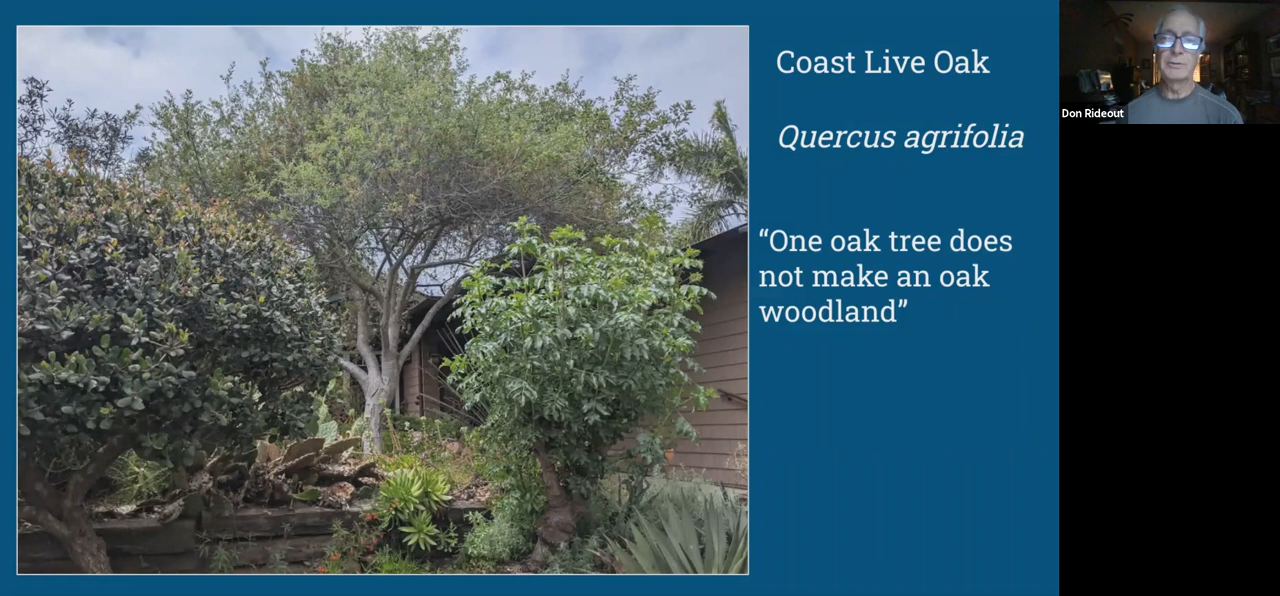 Coast Live Oak
Quercus agrifolia
“One oak tree does
not make an oak
woodland”
Don Rideout